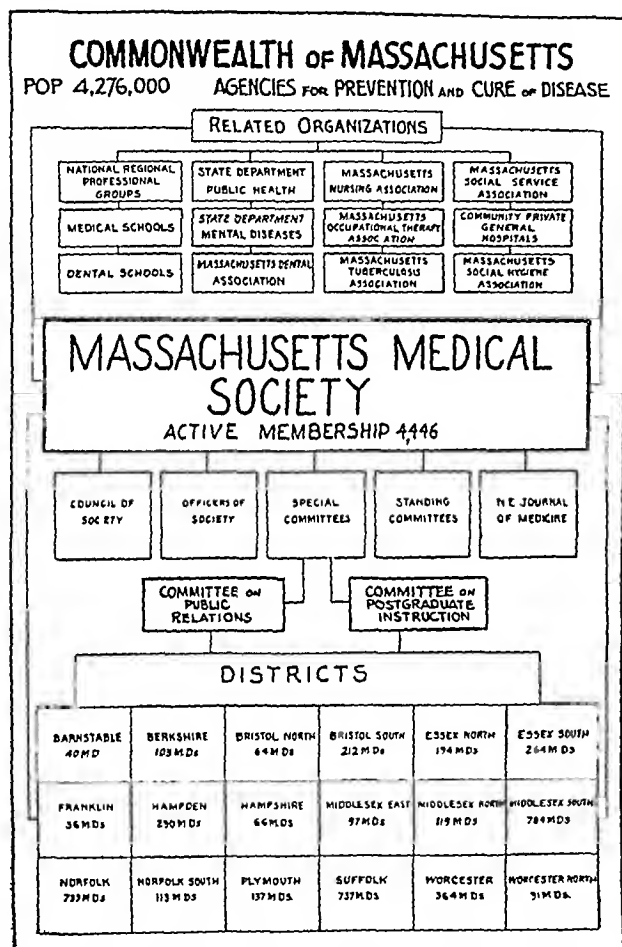 COMMONWEALTH OF MASSACHUSETTS
POP 4,276,000 AGENCIES FOR PREVENTION AND CURE OF DISEASE
RELATED ORGANIZATIONS
NATIONAL REGIONAL
PROFESSIONAL
GROUPS
STATE DEPARTMENT
PUBLIC HEALTH
MASSACHUSETTS
NURSING ASSOCIATION
MASSACHUSETTS
SOCIAL SERVICE
ASSOCIATION
MEDICAL SCHOOLS
STATE DEPARTMENT
MENTAL DISEASES
MASSACHUSETTS
OCCUPATIONAL THERAPY
ASSOCIATION
COMMUNITY PRIVATE
GENERAL
HOSPITALS
DENTAL SCHOOLS
MASSACHUSETTS DENTAL
ASSOCIATION
MASSACHUSETTS
TUBERCULOSIS
ASSOCIATION
MASSACHUSETTS
SOCIAL HYGIENE
ASSOCIATION
MASSACHUSETTS MEDICAL
SOCIETY
ACTIVE MEMBERSHIP 4,446
COUNCIL OF
SOCIETY
OFFICERS OF
SOCIETY
SPECIAL
COMMITTEES
STANDING
COMMITTEES
N E JOURNAL
OF MEDICINE
COMMITTEE ON
PUBLIC
RELATIONS
COMMITTEE ON
POSTGRADUATE
INSTRUCTION
DISTRICTS
BARNSTABLE
40 MD
BERKSHIRE
103 MDs
BRISTOL NORTH
64 MDs
BRISTOL SOUTH
212 MDs
ESSEX NORTH
194 MDs
ESSEX SOUTH
264 MDs
FRANKLIN
36 MDs
HAMPDEN
290 MDs
HAMPSHIRE
66 MDs
MIDDLESEX EAST
97 MDs
MIDDLESEX NORTH
119 MDs
MIDDLESEX SOUTH
784 MDs
NORFOLK
MDs
NORFOLK SOUTH
113 MDs
PLYMOUTH
137 MDs.
SUFFOLK
737 MDs
WORCESTER
364 MDs
WORCESTER NORTH
91 MDs.